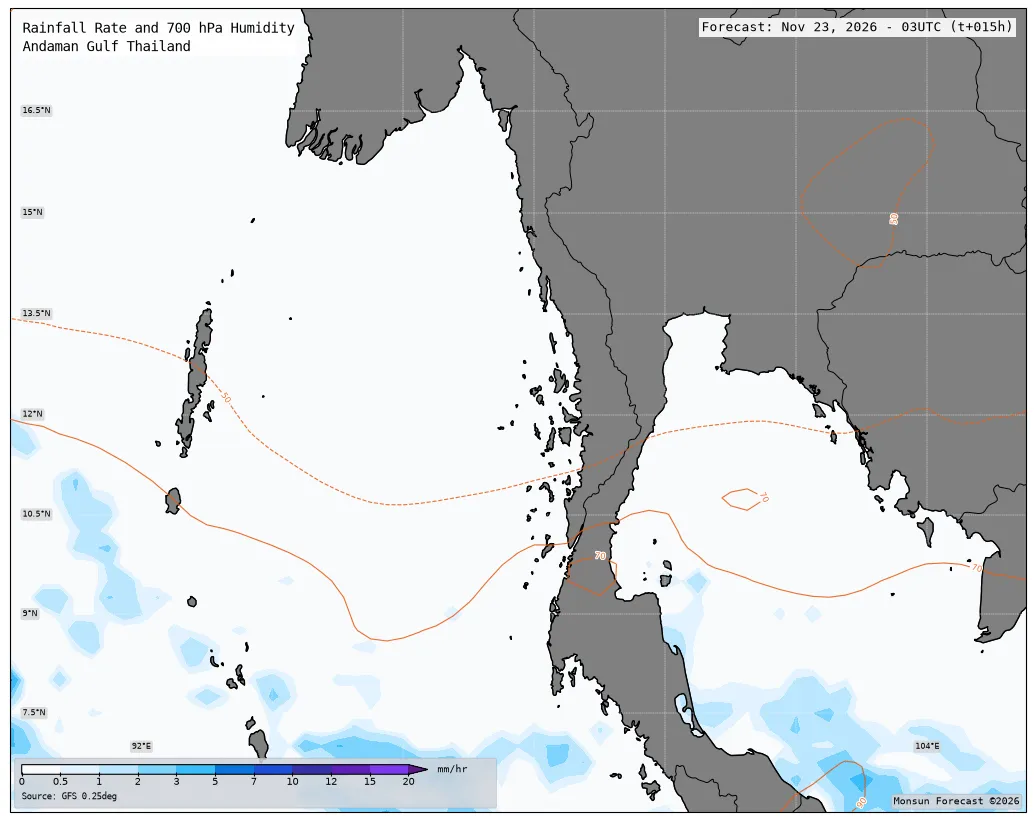 Rainfall Rate and 700 hPa Humidity
Andaman Gulf Thailand
Forecast: Nov 23, 2026 - 03UTC (t+015h)
16.5°N
15°N
13.5°N
12°N
10.5°N
9°N
7.5°N
92°E
104°E
50
50
70
70
70
90
0 0.5 1 2 3 5 7 10 12 15 20
mm/hr
Source: GFS 0.25deg
Monsun Forecast ©2026